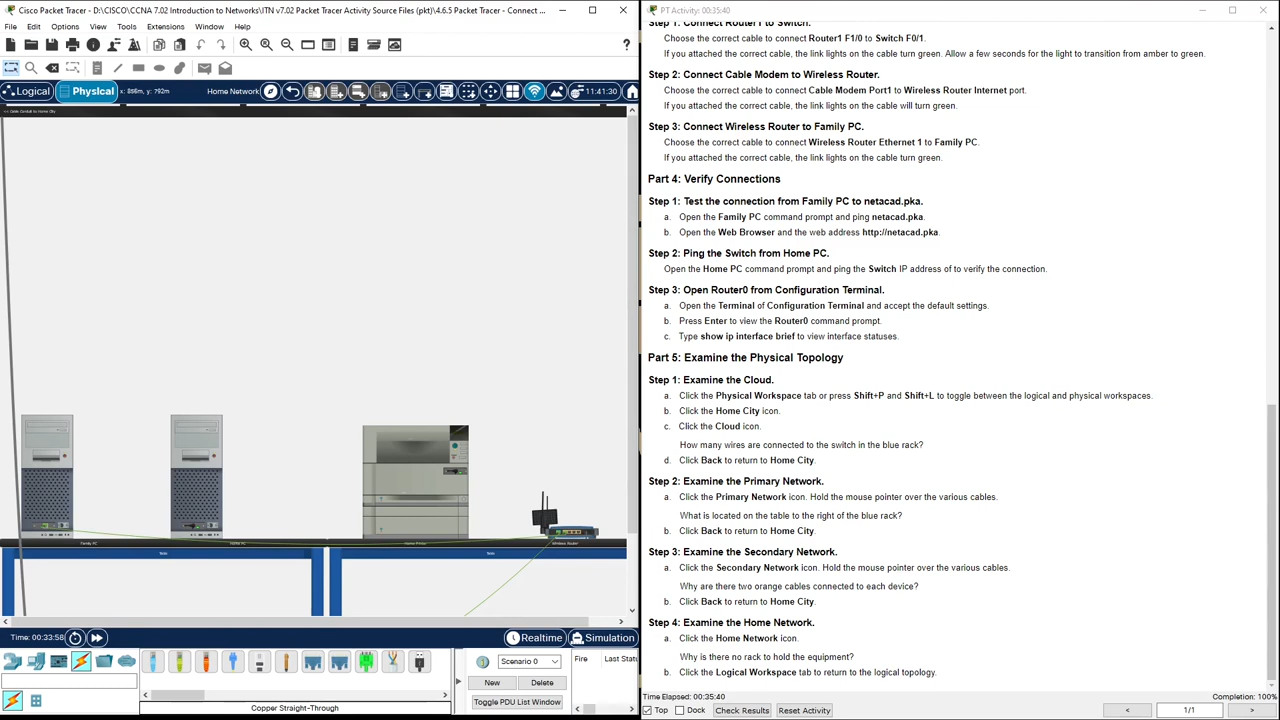 Cisco Packet Tracer - D:\CISCO\CCNA 7.02 Introduction to Networks\ITN v7.02 Packet Tracer Activity Source Files (pkt)\4.6.5 Packet Tracer - Connect ...
File Edit Options View Tools Extensions Window Help
?
Logical Physical x: 866m, y: 792m Home Network 11:41:30
<< Cable Conduit to Home City
Family PC Home PC Home Printer Wireless Router
Table Table
Time: 00:33:58 Realtime Simulation
Scenario 0 Fire Last Statu
New Delete
Toggle PDU List Window
Copper Straight-Through
PT Activity: 00:35:40
Step 1: Connect Router1 to Switch.
Choose the correct cable to connect Router1 F1/0 to Switch F0/1.
If you attached the correct cable, the link lights on the cable turn green. Allow a few seconds for the light to transition from amber to green.
Step 2: Connect Cable Modem to Wireless Router.
Choose the correct cable to connect Cable Modem Port1 to Wireless Router Internet port.
If you attached the correct cable, the link lights on the cable will turn green.
Step 3: Connect Wireless Router to Family PC.
Choose the correct cable to connect Wireless Router Ethernet 1 to Family PC.
If you attached the correct cable, the link lights on the cable turn green.
Part 4: Verify Connections
Step 1: Test the connection from Family PC to netacad.pka.
a. Open the Family PC command prompt and ping netacad.pka.
b. Open the Web Browser and the web address http://netacad.pka.
Step 2: Ping the Switch from Home PC.
Open the Home PC command prompt and ping the Switch IP address of to verify the connection.
Step 3: Open Router0 from Configuration Terminal.
a. Open the Terminal of Configuration Terminal and accept the default settings.
b. Press Enter to view the Router0 command prompt.
c. Type show ip interface brief to view interface statuses.
Part 5: Examine the Physical Topology
Step 1: Examine the Cloud.
a. Click the Physical Workspace tab or press Shift+P and Shift+L to toggle between the logical and physical workspaces.
b. Click the Home City icon.
c. Click the Cloud icon.
How many wires are connected to the switch in the blue rack?
d. Click Back to return to Home City.
Step 2: Examine the Primary Network.
a. Click the Primary Network icon. Hold the mouse pointer over the various cables.
What is located on the table to the right of the blue rack?
b. Click Back to return to Home City.
Step 3: Examine the Secondary Network.
a. Click the Secondary Network icon. Hold the mouse pointer over the various cables.
Why are there two orange cables connected to each device?
b. Click Back to return to Home City.
Step 4: Examine the Home Network.
a. Click the Home Network icon.
Why is there no rack to hold the equipment?
b. Click the Logical Workspace tab to return to the logical topology.
Time Elapsed: 00:35:40 Completion: 100%
Top Dock Check Results Reset Activity < 1/1 >